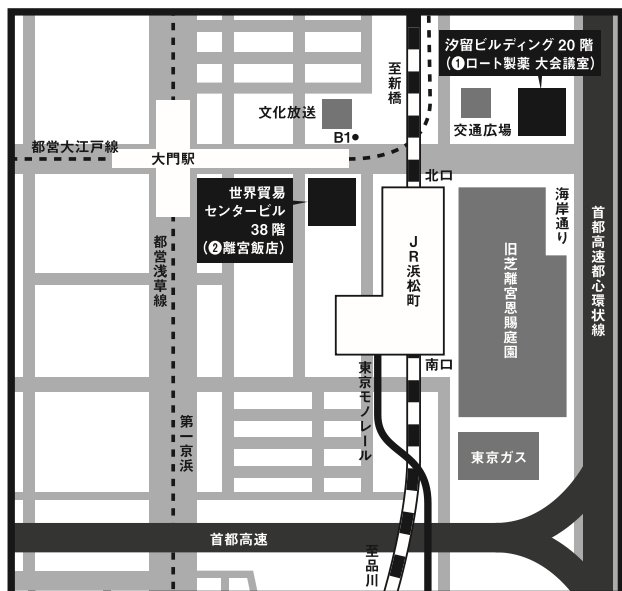 汐留ビルディング 20 階
(❶ロート製薬 大会議室)
至新橋
文化放送
交通広場
B1
都営大江戸線
大門駅
北口
世界貿易
センタービル
38 階
(❷離宮飯店)
海岸通り
首都高速都心環状線
都営浅草線
JR浜松町
旧芝離宮恩賜庭園
南口
東京モノレール
第一京浜
東京ガス
首都高速
至品川